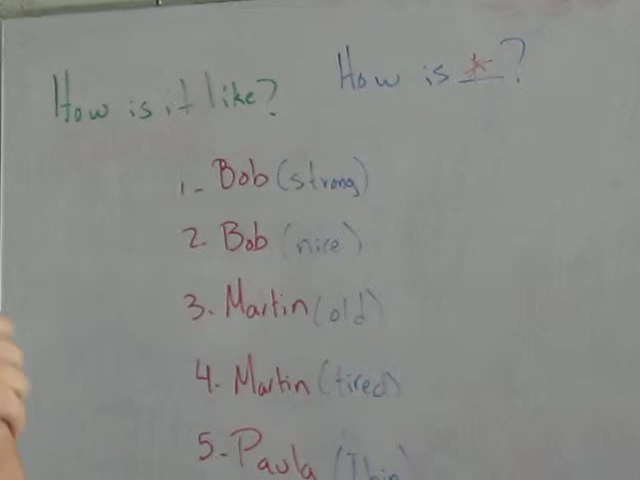 How is it like?
How is * ?
1- Bob (strong)
2- Bob (nice)
3- Martin (old)
4- Martin (tired)
5- Paula (Thin